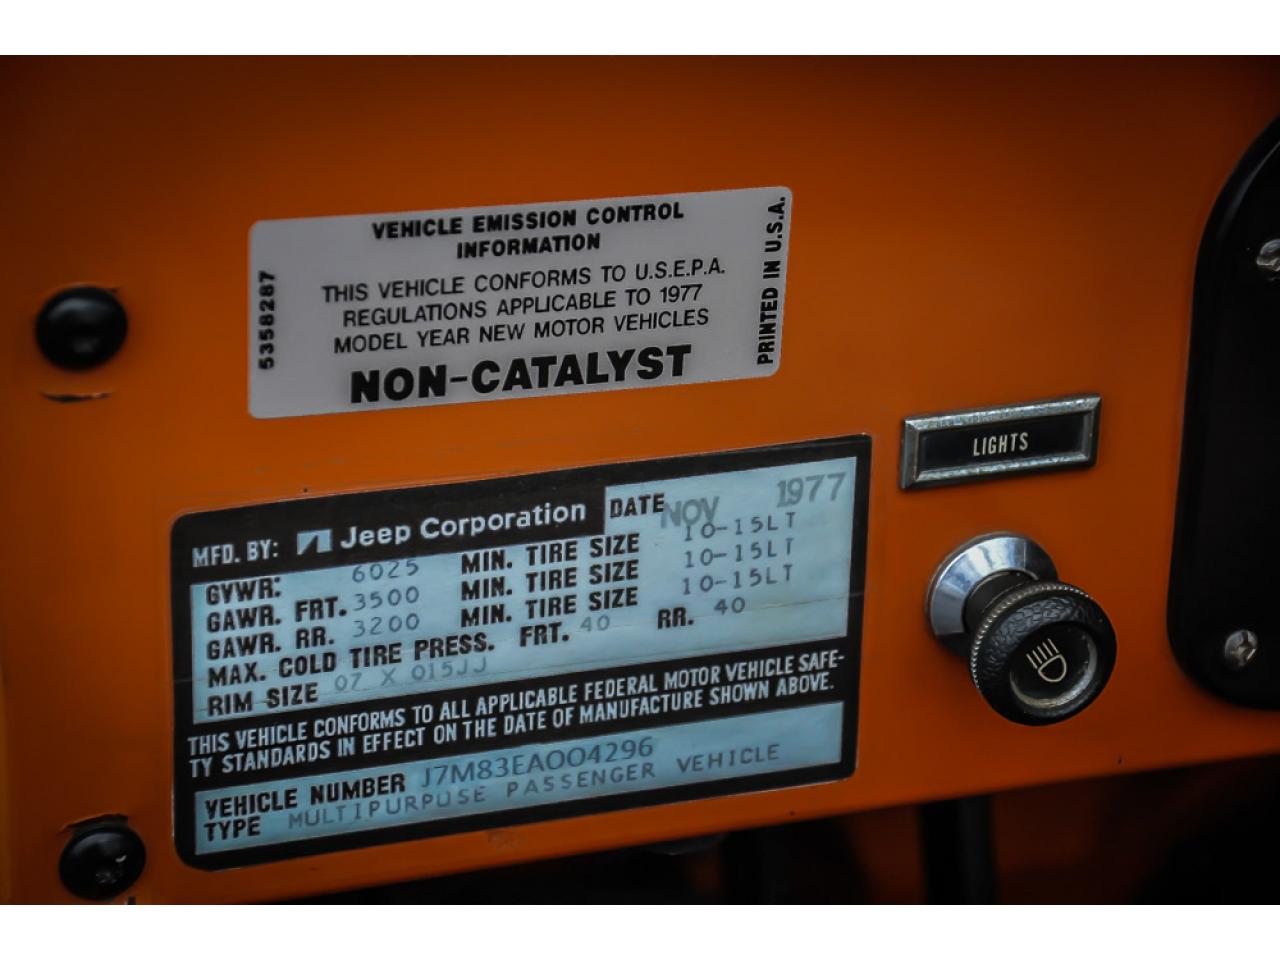 VEHICLE EMISSION CONTROL
INFORMATION
THIS VEHICLE CONFORMS TO U.S.E.P.A.
REGULATIONS APPLICABLE TO 1977
MODEL YEAR NEW MOTOR VEHICLES
NON-CATALYST
5358287
PRINTED IN U.S.A.
LIGHTS
MFD. BY: Jeep Corporation DATE NOV 1977
GVWR: 6025 MIN. TIRE SIZE 10-15LT
GAWR. FRT. 3500 MIN. TIRE SIZE 10-15LT
GAWR. RR. 3200 MIN. TIRE SIZE 10-15LT
MAX. COLD TIRE PRESS. FRT. 40 RR. 40
RIM SIZE 07 X 015JJ
THIS VEHICLE CONFORMS TO ALL APPLICABLE FEDERAL MOTOR VEHICLE SAFE-
TY STANDARDS IN EFFECT ON THE DATE OF MANUFACTURE SHOWN ABOVE.
VEHICLE NUMBER J7M83EA004296
TYPE MULTIPURPOSE PASSENGER VEHICLE